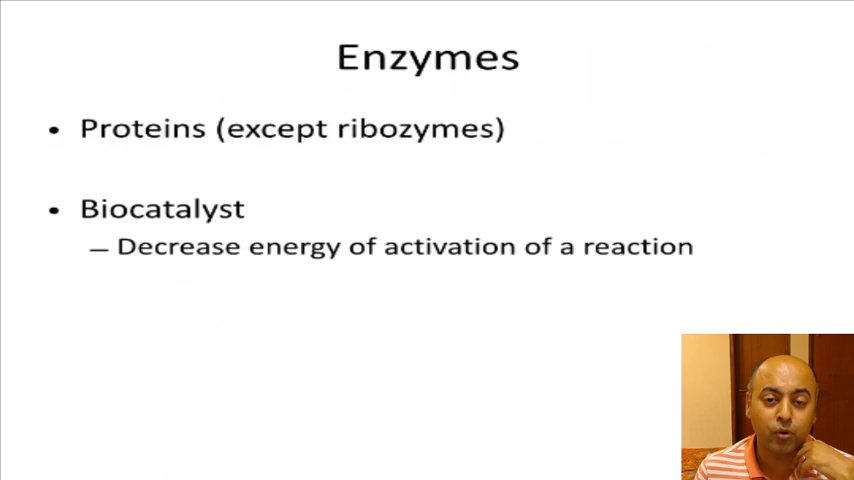 Enzymes
• Proteins (except ribozymes)
• Biocatalyst
– Decrease energy of activation of a reaction